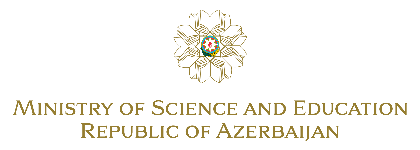 Ministry of Science and Education
Republic of Azerbaijan